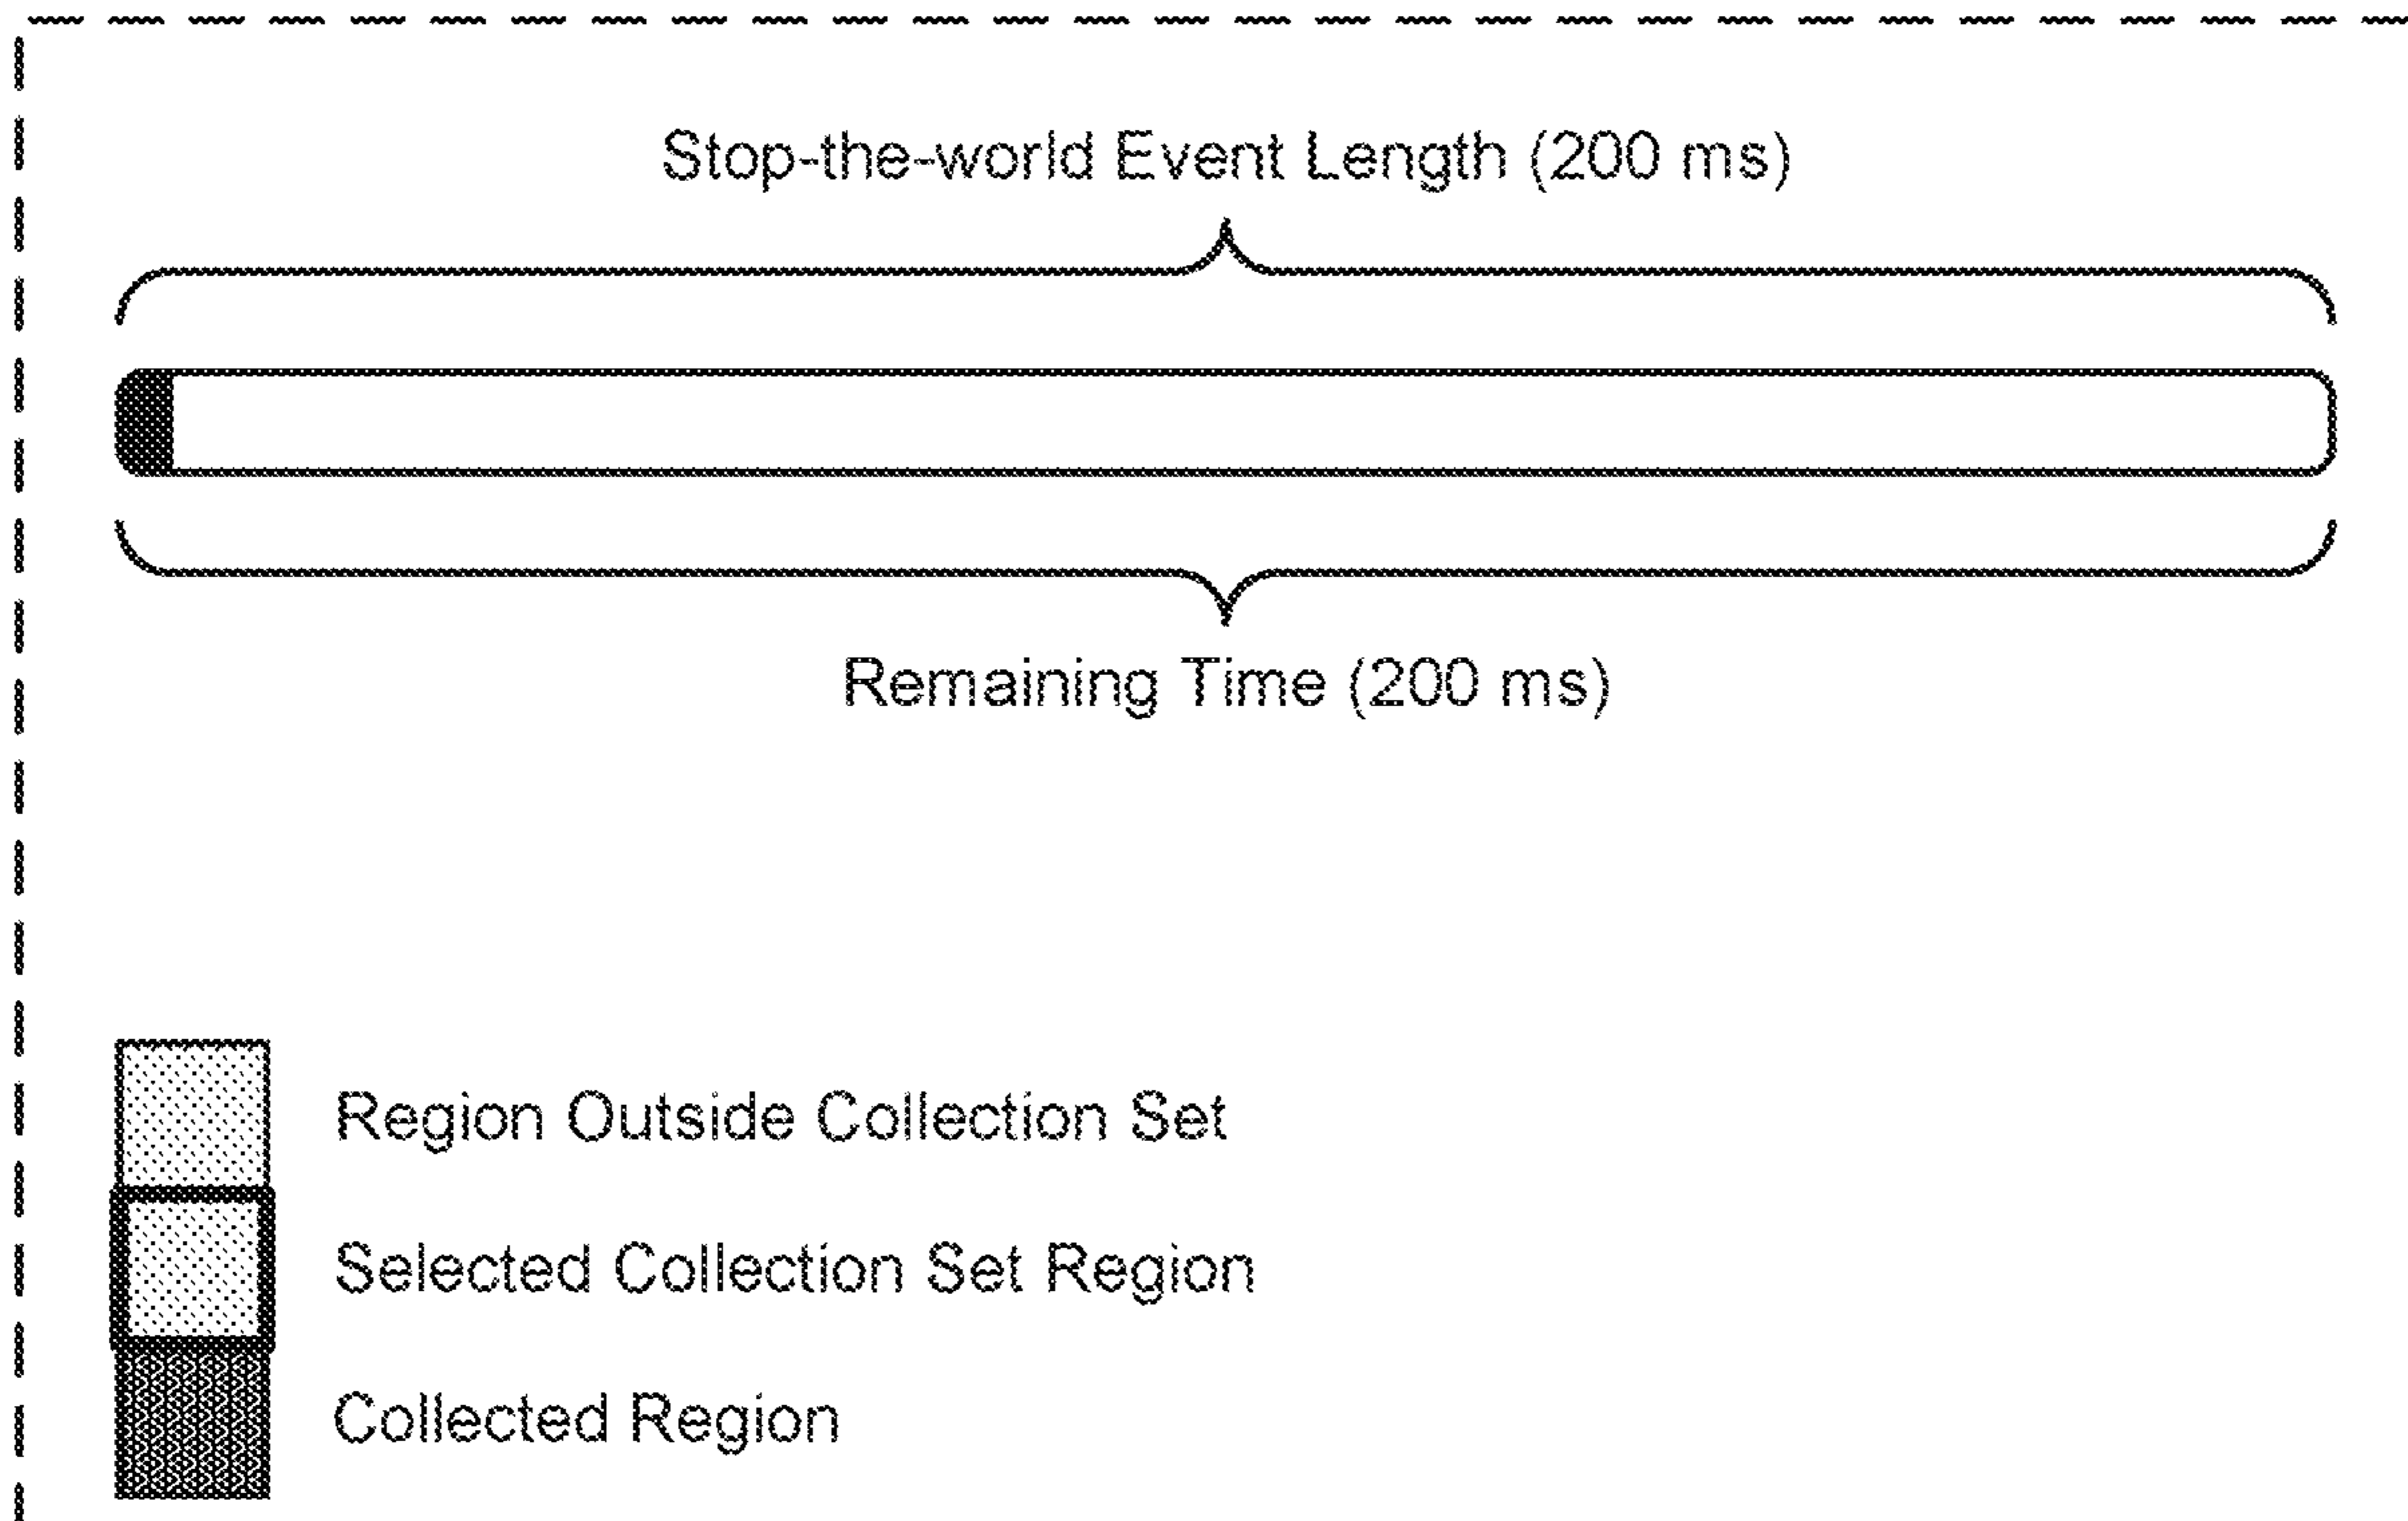 Stop-the-world Event Length (200 ms)
Remaining Time (200 ms)
Region Outside Collection Set
Selected Collection Set Region
Collected Region